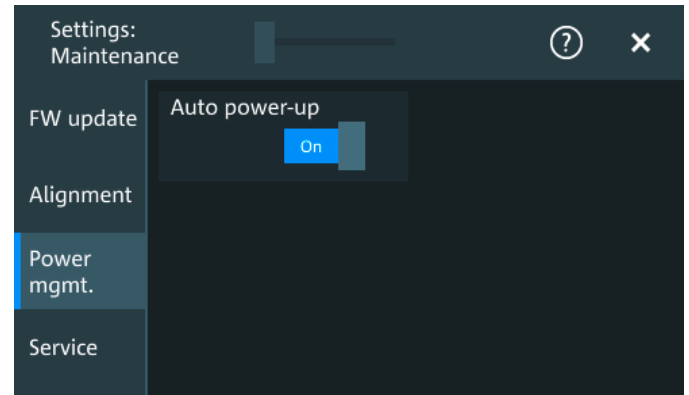 Settings:
Maintenance
?
FW update
Auto power-up
On
Alignment
Power
mgmt.
Service